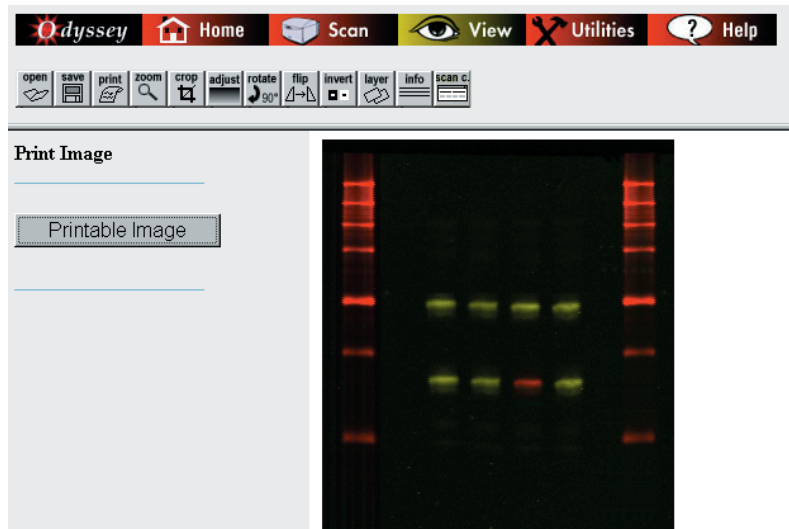 Odyssey Home Scan View Utilities Help
open save print zoom crop adjust rotate 90° flip invert layer info scan c.
Print Image
Printable Image